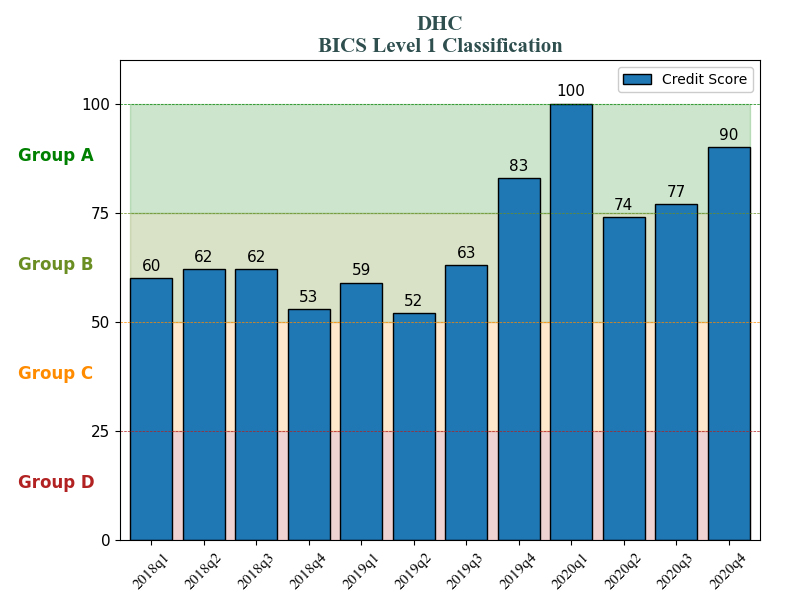 DHC
BICS Level 1 Classification
Credit Score
100
75
50
25
0
Group A
Group B
Group C
Group D
60
62
62
53
59
52
63
83
100
74
77
90
2018q1
2018q2
2018q3
2018q4
2019q1
2019q2
2019q3
2019q4
2020q1
2020q2
2020q3
2020q4